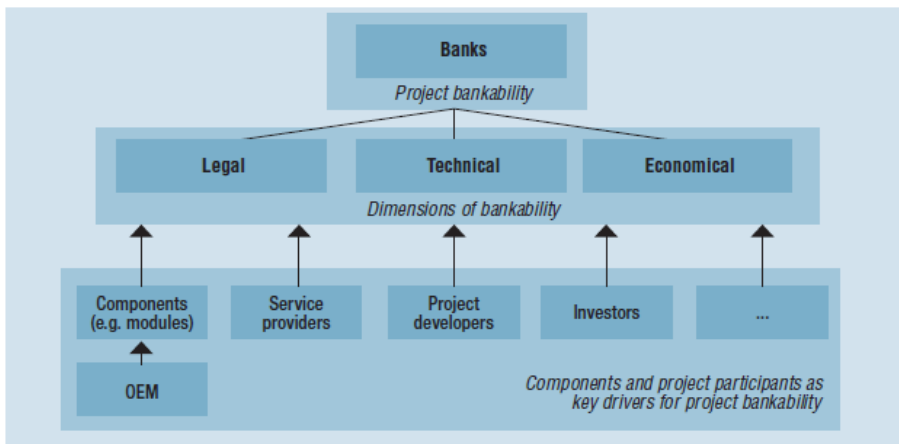 Banks
Project bankability
Legal
Technical
Economical
Dimensions of bankability
Components
(e.g. modules)
Service
providers
Project
developers
Investors
...
OEM
Components and project participants as
key drivers for project bankability